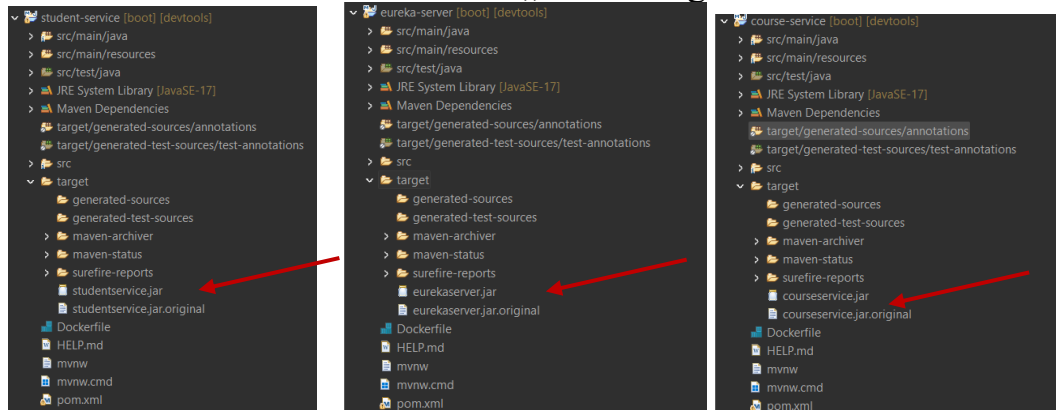 student-service [boot] [devtools]
src/main/java
src/main/resources
src/test/java
JRE System Library [JavaSE-17]
Maven Dependencies
target/generated-sources/annotations
target/generated-test-sources/test-annotations
src
target
generated-sources
generated-test-sources
maven-archiver
maven-status
surefire-reports
studentservice.jar
studentservice.jar.original
Dockerfile
HELP.md
mvnw
mvnw.cmd
pom.xml
eureka-server [boot] [devtools]
src/main/java
src/main/resources
src/test/java
JRE System Library [JavaSE-17]
Maven Dependencies
target/generated-sources/annotations
target/generated-test-sources/test-annotations
src
target
generated-sources
generated-test-sources
maven-archiver
maven-status
surefire-reports
eurekaserver.jar
eurekaserver.jar.original
Dockerfile
HELP.md
mvnw
mvnw.cmd
pom.xml
course-service [boot] [devtools]
src/main/java
src/main/resources
src/test/java
JRE System Library [JavaSE-17]
Maven Dependencies
target/generated-sources/annotations
target/generated-test-sources/test-annotations
src
target
generated-sources
generated-test-sources
maven-archiver
maven-status
surefire-reports
courseservice.jar
courseservice.jar.original
Dockerfile
HELP.md
mvnw
mvnw.cmd
pom.xml